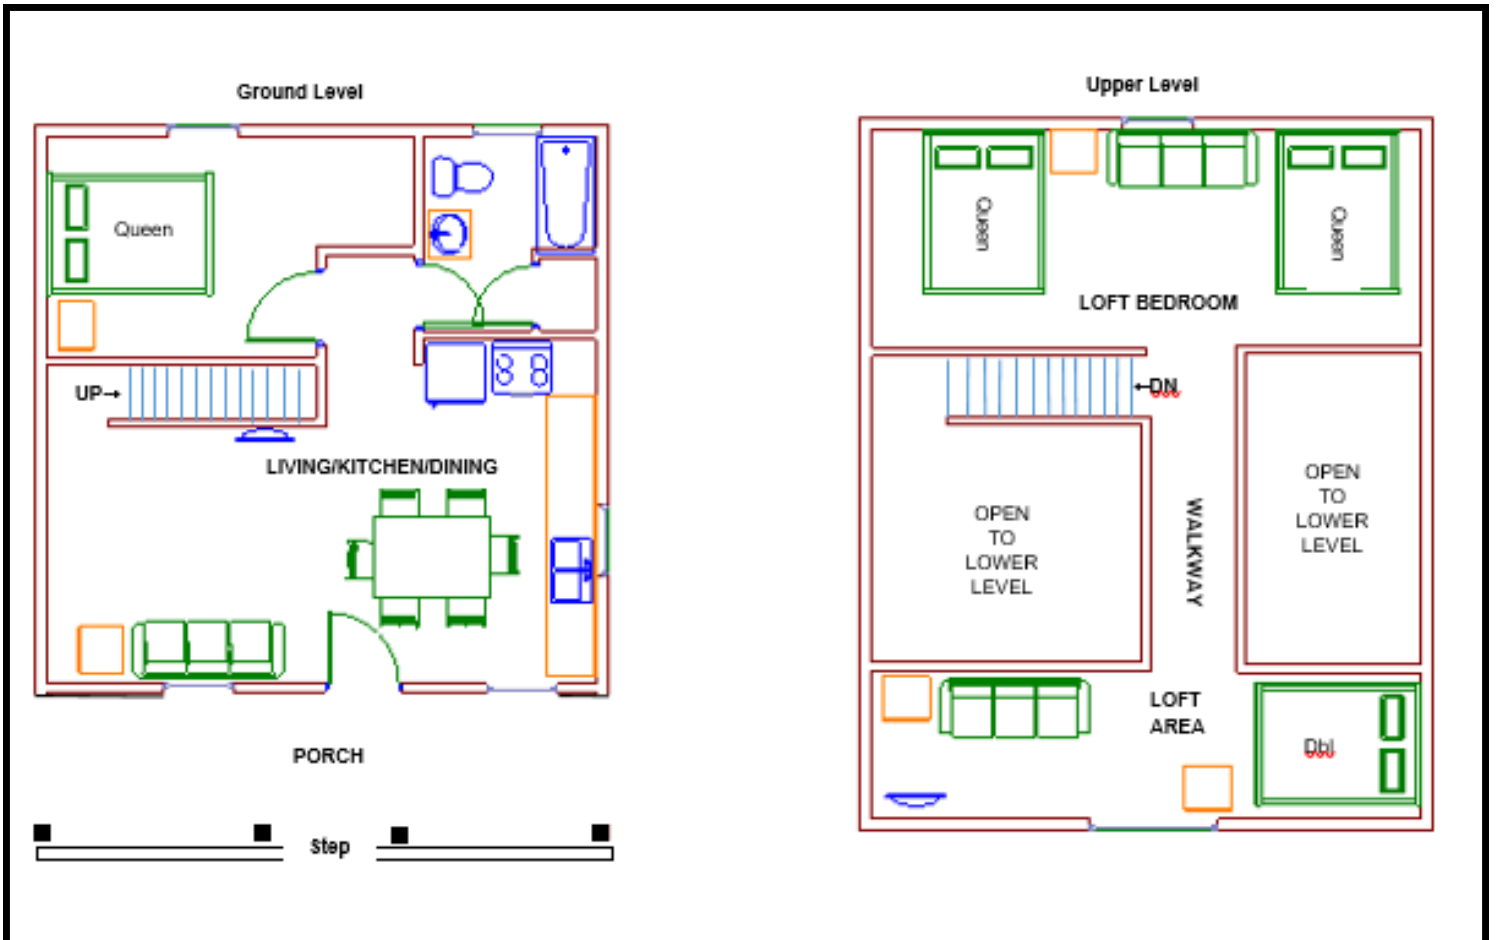 Ground Level
Queen
UP
LIVING/KITCHEN/DINING
PORCH
Step
Upper Level
Queen
Queen
LOFT BEDROOM
DN
OPEN
TO
LOWER
LEVEL
WALKWAY
OPEN
TO
LOWER
LEVEL
LOFT
AREA
Dbl